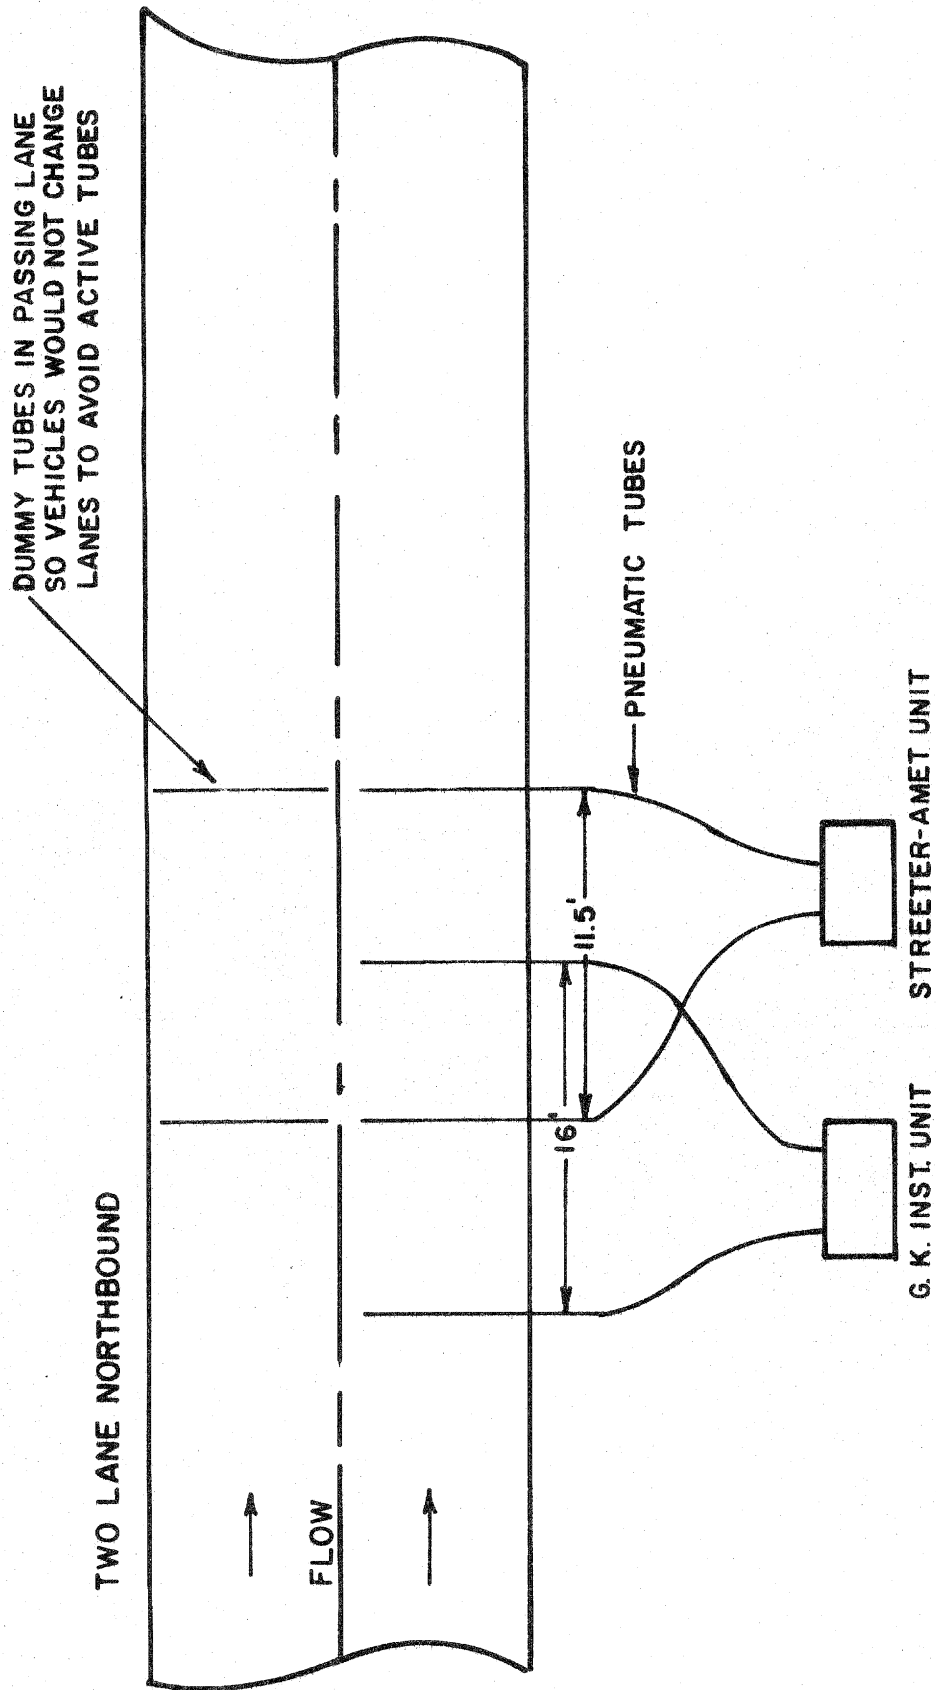 DUMMY TUBES IN PASSING LANE
SO VEHICLES WOULD NOT CHANGE
LANES TO AVOID ACTIVE TUBES
TWO LANE NORTHBOUND
FLOW
PNEUMATIC TUBES
11.5'
16'
G. K. INST. UNIT
STREETER-AMET UNIT